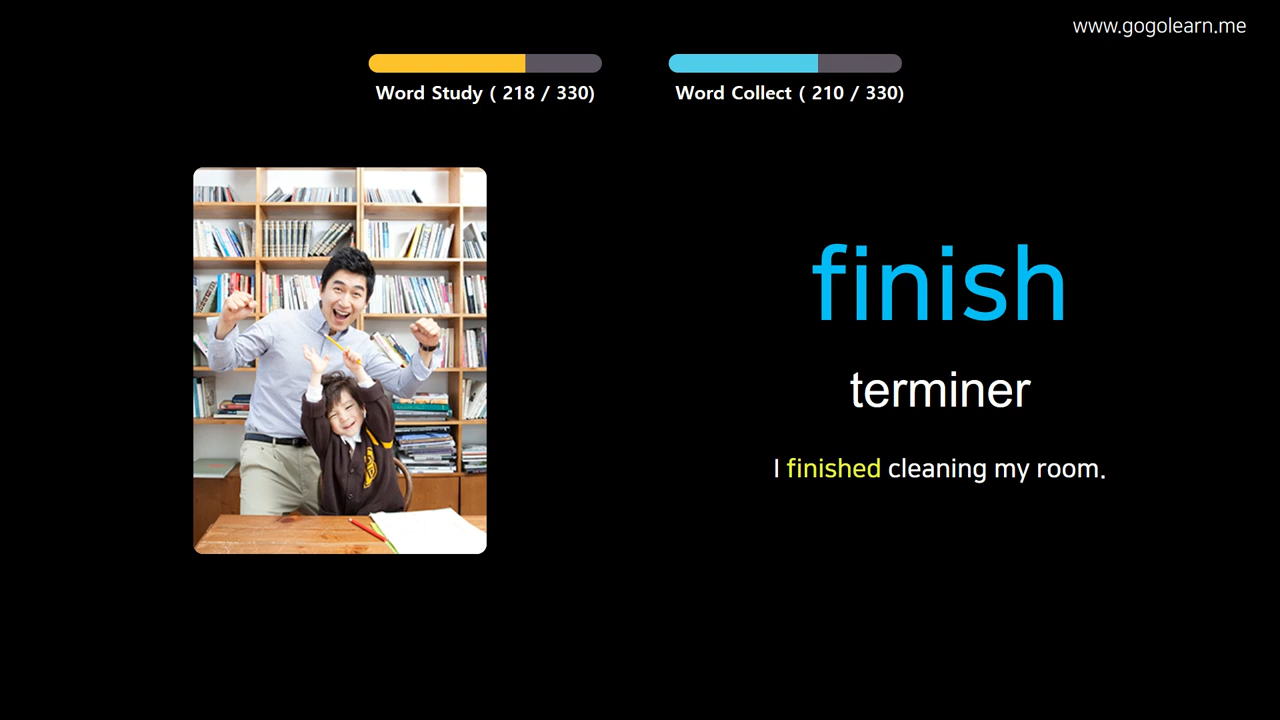 www.gogolearn.me
Word Study ( 218 / 330)
Word Collect ( 210 / 330)
finish
terminer
I finished cleaning my room.